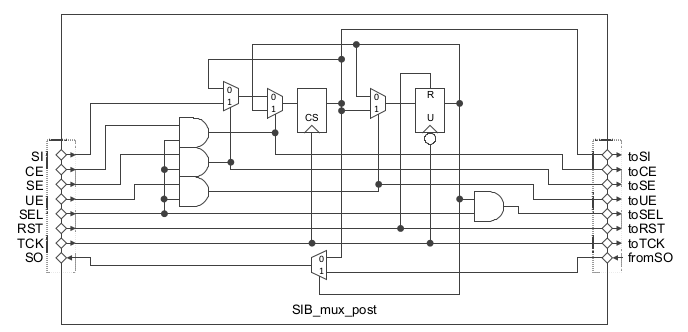 0
1
0
1
CS
0
1
R
U
SI
CE
SE
UE
SEL
RST
TCK
SO
toSI
toCE
toSE
toUE
toSEL
toRST
toTCK
fromSO
0
1
SIB_mux_post